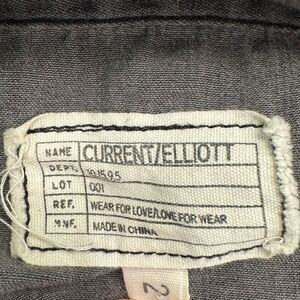 NAME CURRENT/ELLIOTT
DEPT. 10.15.9.5
LOT 001
REF. WEAR FOR LOVE/LOVE FOR WEAR
MNF. MADE IN CHINA
2